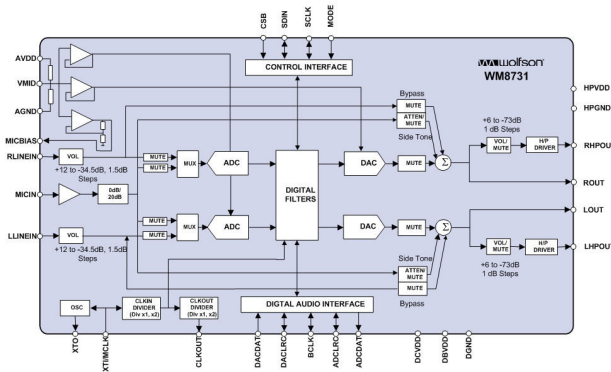 CSB
SDIN
SCLK
MODE
AVDD
VMID
AGND
MICBIAS
RLINEIN
MICIN
LLINEIN
CONTROL INTERFACE
wolfson
WM8731
HPVDD
HPGND
RHPOU
ROUT
LOUT
LHPOUT
Bypass
MUTE
ATTEN/
MUTE
Side Tone
+6 to -73dB
1 dB Steps
VOL/
MUTE
H/P
DRIVER
VOL
+12 to -34.5dB, 1.5dB
Steps
MUTE
MUTE
MUX
ADC
DIGITAL
FILTERS
DAC
MUTE
Σ
0dB/
20dB
VOL
+12 to -34.5dB, 1.5dB
Steps
MUTE
MUTE
MUX
ADC
DAC
MUTE
Σ
VOL/
MUTE
H/P
DRIVER
+6 to -73dB
1 dB Steps
Side Tone
ATTEN/
MUTE
MUTE
Bypass
OSC
CLKIN
DIVIDER
(Div x1, x2)
CLKOUT
DIVIDER
(Div x1, x2)
DIGTAL AUDIO INTERFACE
XTO
XTI/MCLK
CLKOUT
DACDAT
DACLRC
BCLK
ADCLRC
ADCDAT
DCVDD
DBVDD
DGND